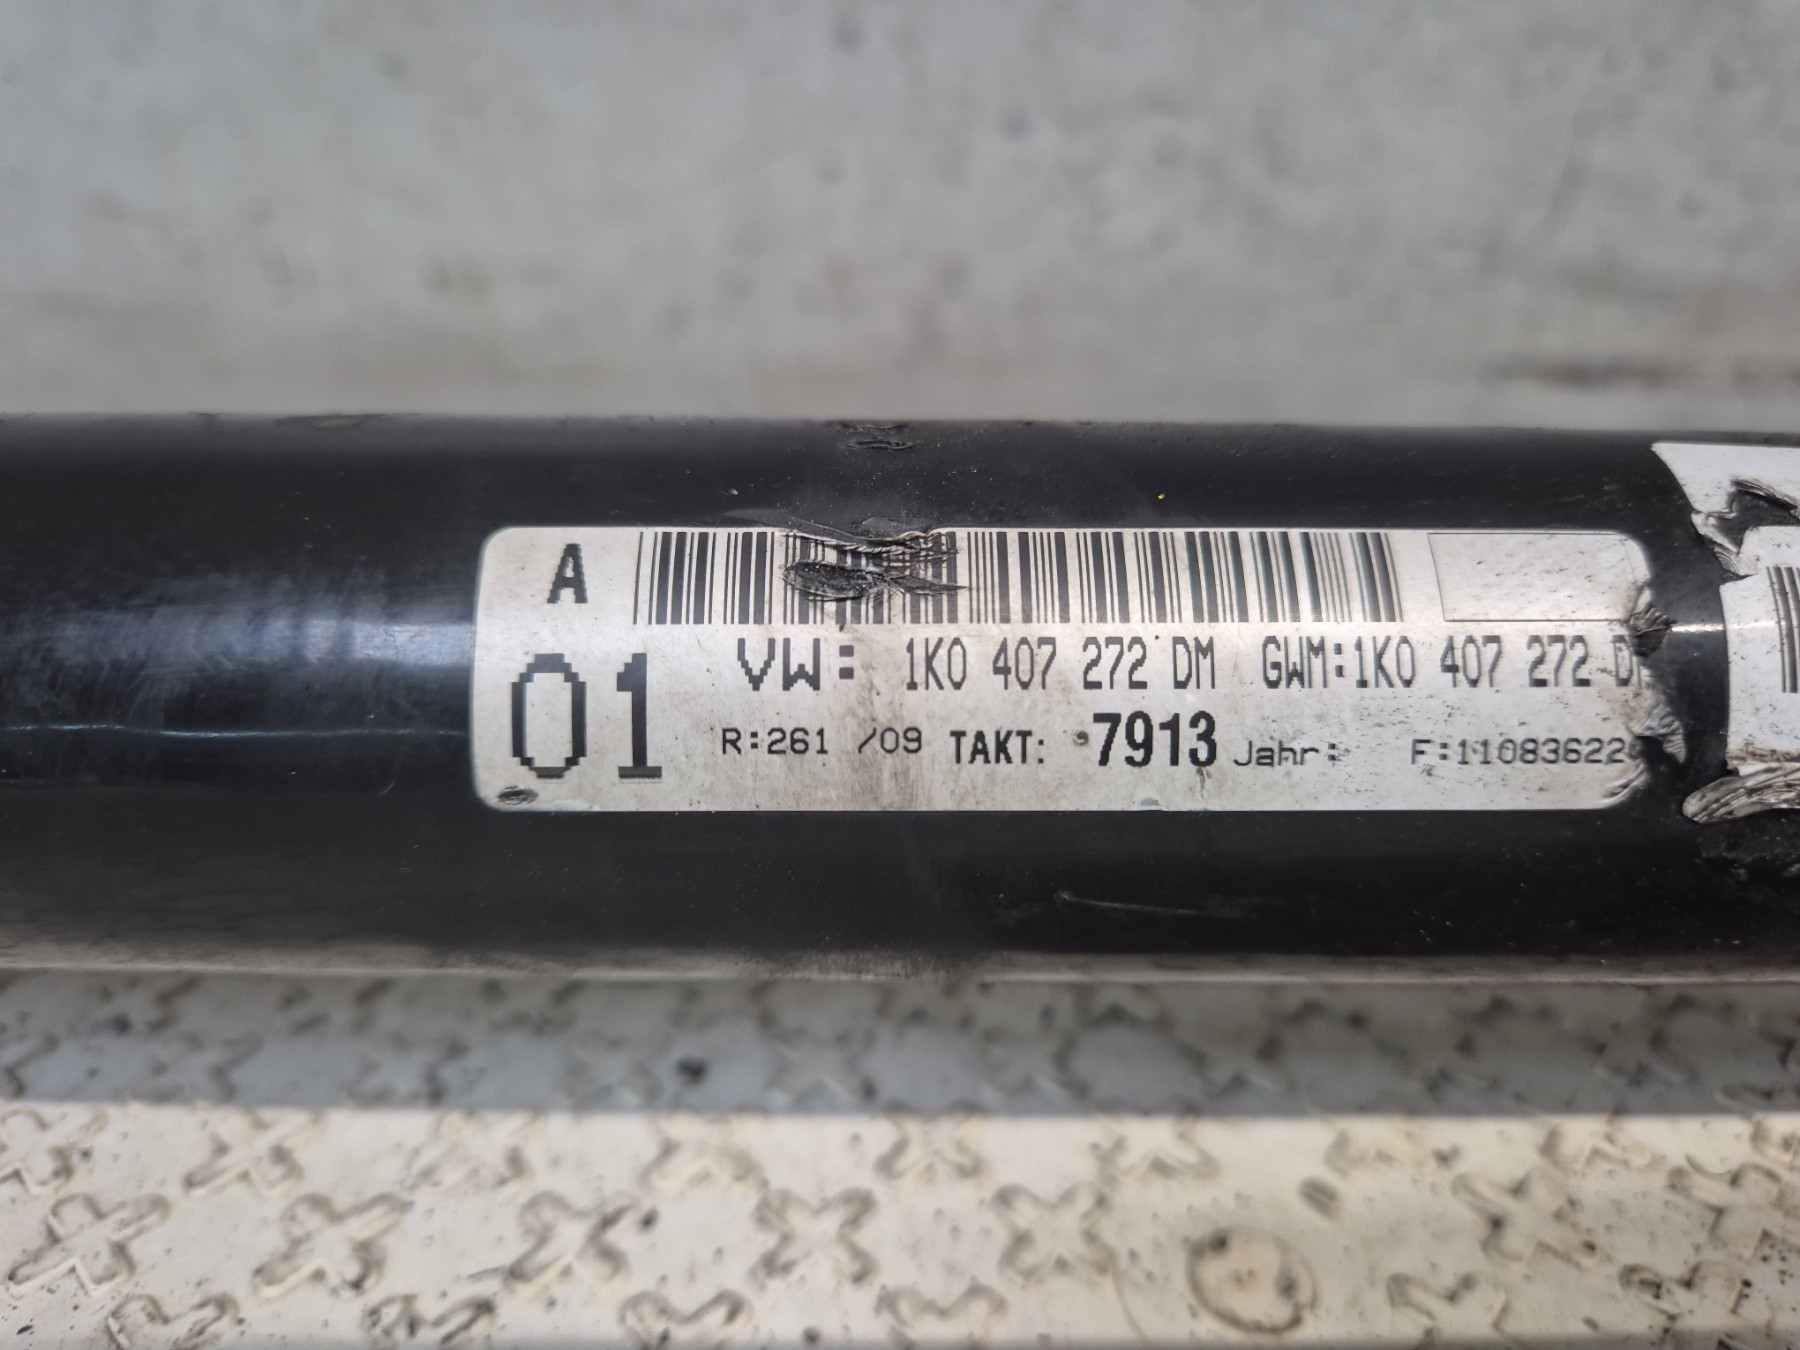 A
01
VW: 1K0 407 272 DM GWM:1K0 407 272
R:261 /09 TAKT: 7913 Jahr: F:11083622